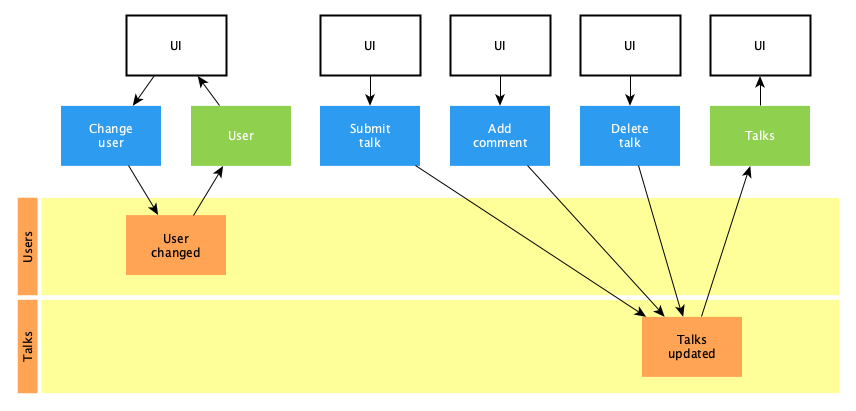 UI
UI
UI
UI
UI
Change
user
User
Submit
talk
Add
comment
Delete
talk
Talks
Users
User
changed
Talks
Talks
updated